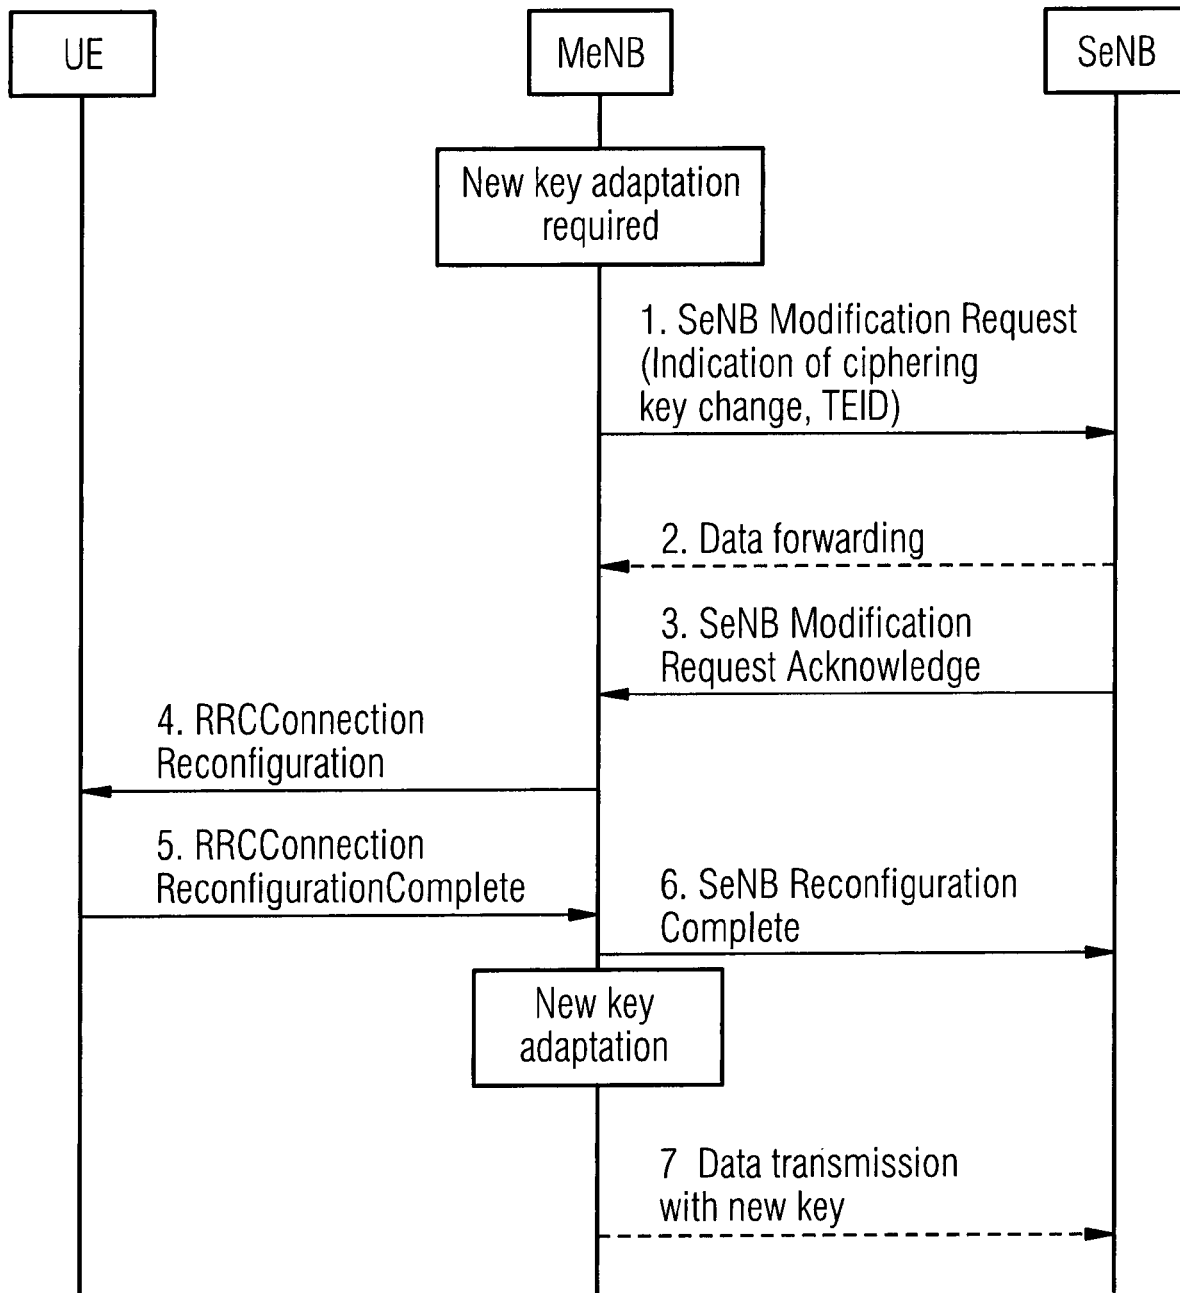 UE
MeNB
SeNB
New key adaptation
required
1. SeNB Modification Request
(Indication of ciphering
key change, TEID)
2. Data forwarding
3. SeNB Modification
Request Acknowledge
4. RRCConnection
Reconfiguration
5. RRCConnection
ReconfigurationComplete
6. SeNB Reconfiguration
Complete
New key
adaptation
7 Data transmission
with new key